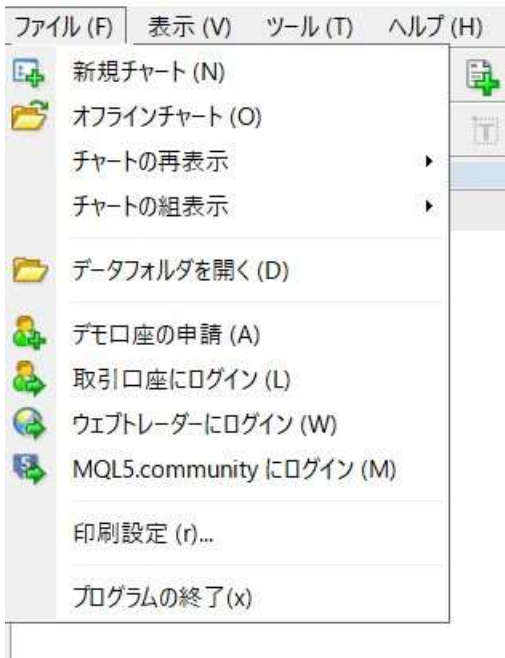 ファイル (F) 表示 (V) ツール (T) ヘルプ (H)
新規チャート (N)
オフラインチャート (O)
チャートの再表示
チャートの組表示
データフォルダを開く (D)
デモ口座の申請 (A)
取引口座にログイン (L)
ウェブトレーダーにログイン (W)
MQL5.community にログイン (M)
印刷設定 (r)...
プログラムの終了(x)